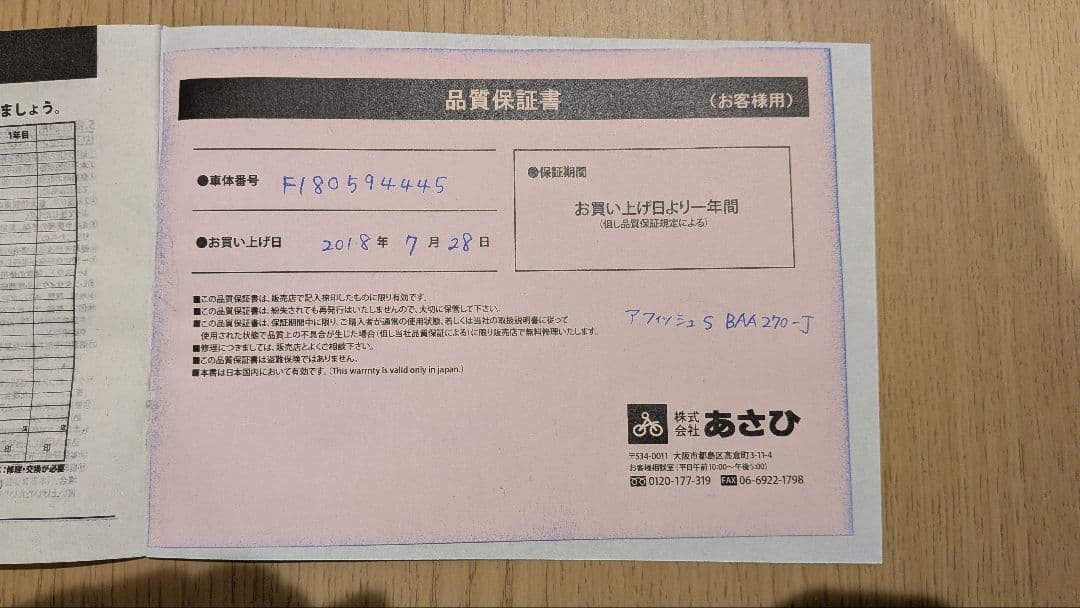 ましょう。
1年目
印
印
は修理・交換が必要
品質保証書
(お客様用)
●車体番号 F180594445
●お買い上げ日 2018年 7月 28日
●保証期間
お買い上げ日より一年間
(但し品質保証規定による)
■この品質保証書は、販売店で記入捺印したものに限り有効です。
■この品質保証書は、紛失されても再発行はいたしませんので、大切に保管して下さい。
■この品質保証書は、保証期間中に限り、ご購入者が通常の使用状態、若しくは当社の取扱説明書に従って
使用された状態で品質上の不具合が生じた場合(但し当社品質保証による)に限り販売店で無料修理いたします。
■修理につきましては、販売店とよくご相談下さい。
■この品質保証書は盗難保険ではありません。
■本書は日本国内において有効です。(This warrnty is valid only in japan.)
アフィッシュS BAA270-J
株式会社 あさひ
〒534-0011 大阪市都島区高倉町3-11-4
お客様相談室(平日午前10:00~午後5:00)
0120-177-319 FAX 06-6922-1798